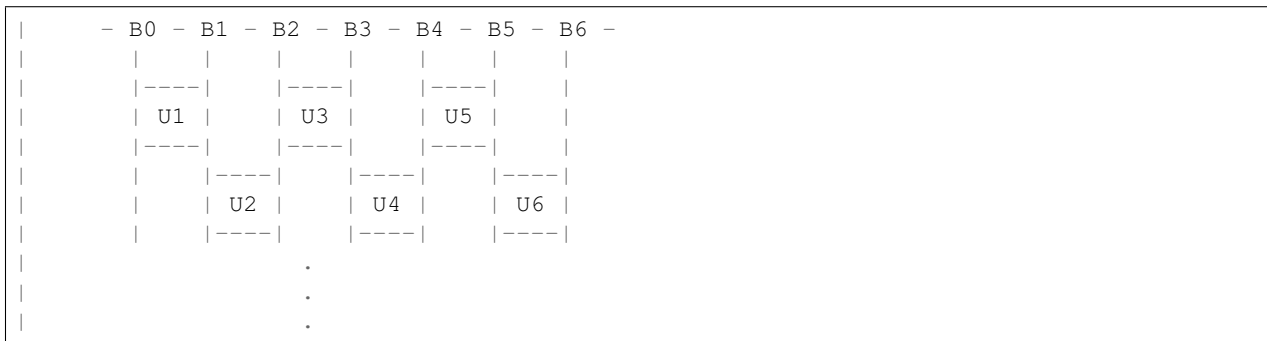 |      - B0 - B1 - B2 - B3 - B4 - B5 - B6 -
|        |    |    |    |    |    |    |
|        |----|    |----|    |----|    |
|        | U1 |    | U3 |    | U5 |    |
|        |----|    |----|    |----|    |
|        |    |----|    |----|    |----|
|        |    | U2 |    | U4 |    | U6 |
|        |    |----|    |----|    |----|
|                    .
|                    .
|                    .